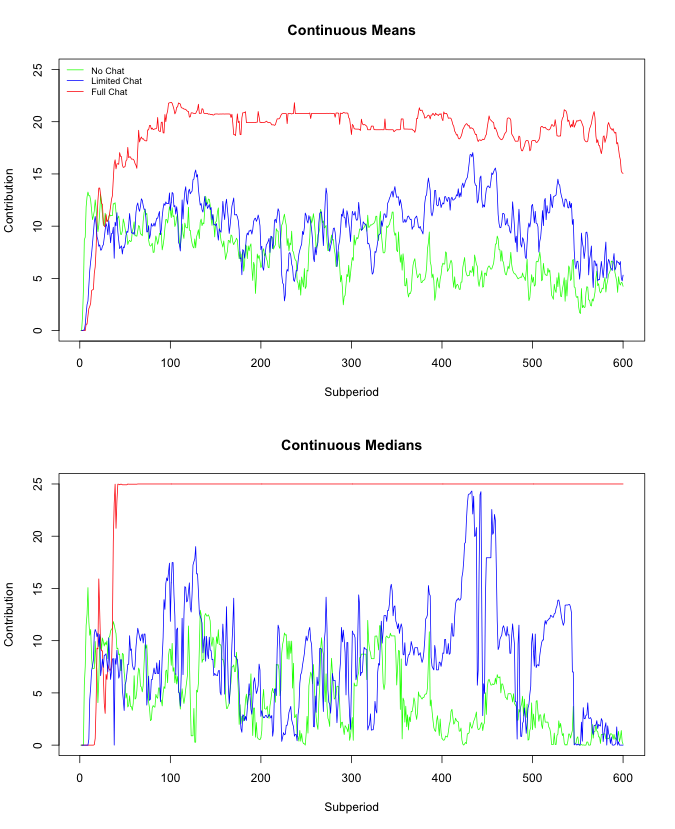 Continuous Means
25
20
15
10
5
0
Contribution
No Chat
Limited Chat
Full Chat
0 100 200 300 400 500 600
Subperiod
Continuous Medians
25
20
15
10
5
0
Contribution
0 100 200 300 400 500 600
Subperiod